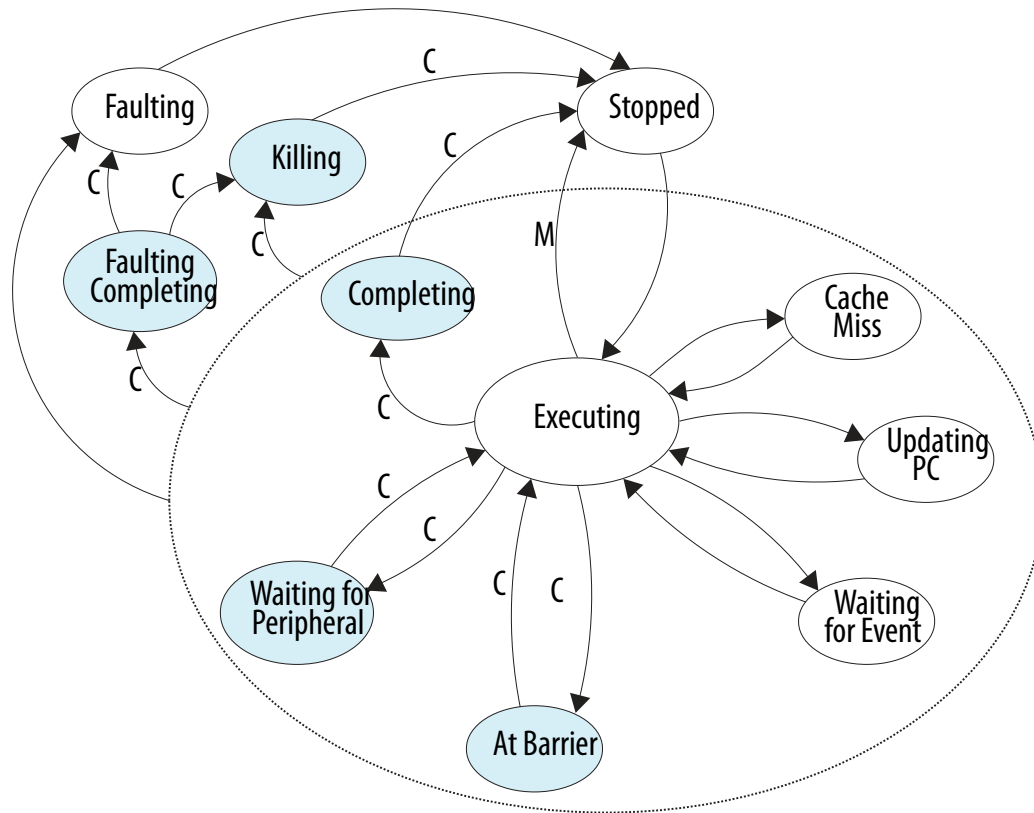 C
Faulting
Stopped
C
Killing
C
C
C
M
Faulting
Completing
Completing
Cache
Miss
C
C
Executing
Updating
PC
C
C
C
C
Waiting for
Peripheral
Waiting
for Event
At Barrier